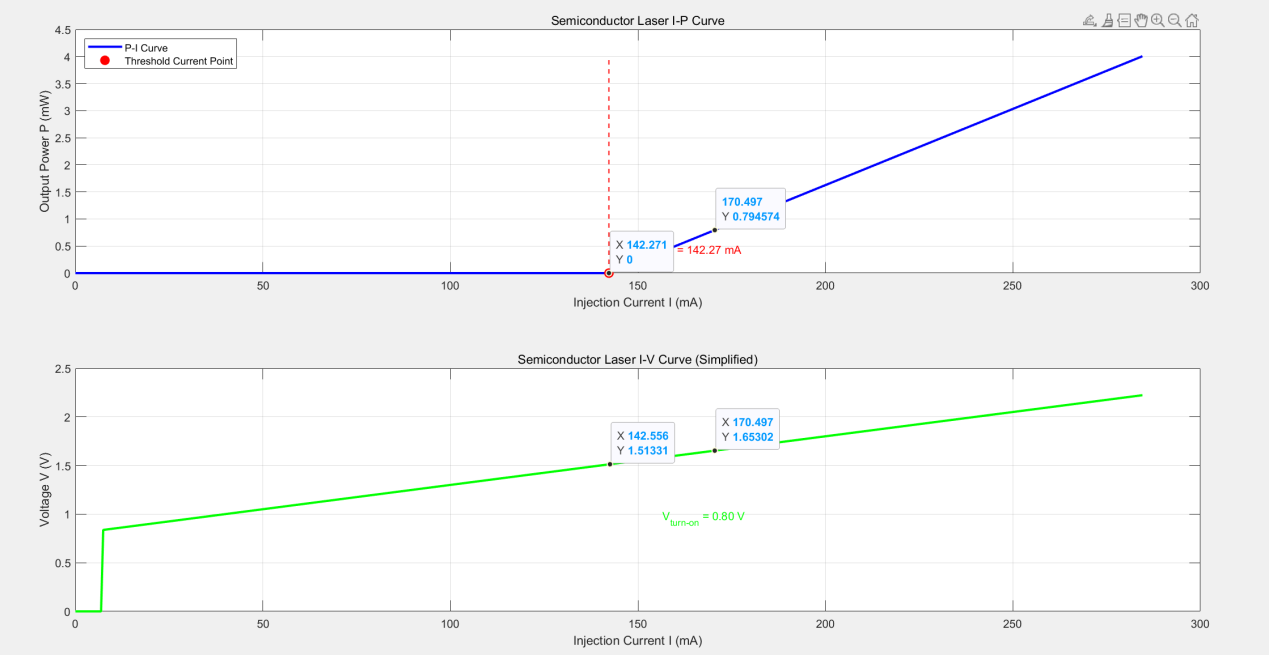 Semiconductor Laser I-P Curve
4.5
4
3.5
3
2.5
2
1.5
1
0.5
0
Output Power P (mW)
P-I Curve
Threshold Current Point
170.497
Y 0.794574
X 142.271
Y 0
= 142.27 mA
0 50 100 150 200 250 300
Injection Current I (mA)
Semiconductor Laser I-V Curve (Simplified)
2.5
2
1.5
1
0.5
0
Voltage V (V)
X 142.556
Y 1.51331
X 170.497
Y 1.65302
V turn-on = 0.80 V
0 50 100 150 200 250 300
Injection Current I (mA)